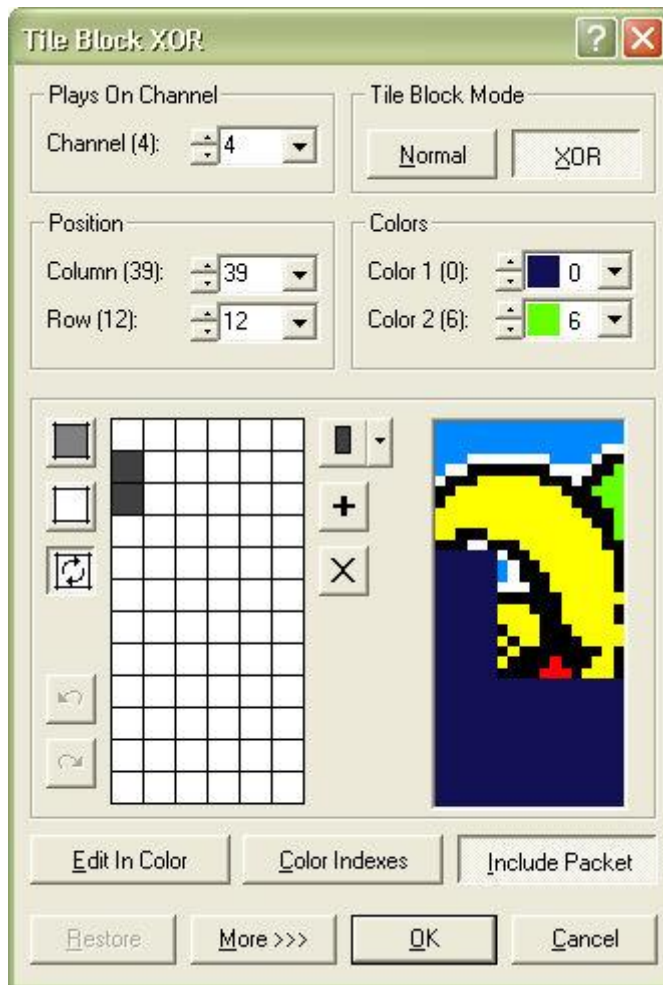 Tile Block XOR
Plays On Channel
Channel (4): 4
Tile Block Mode
Normal XOR
Position
Column (39): 39
Row (12): 12
Colors
Color 1 (0): 0
Color 2 (6): 6
Edit In Color Color Indexes Include Packet
Restore More >>> OK Cancel